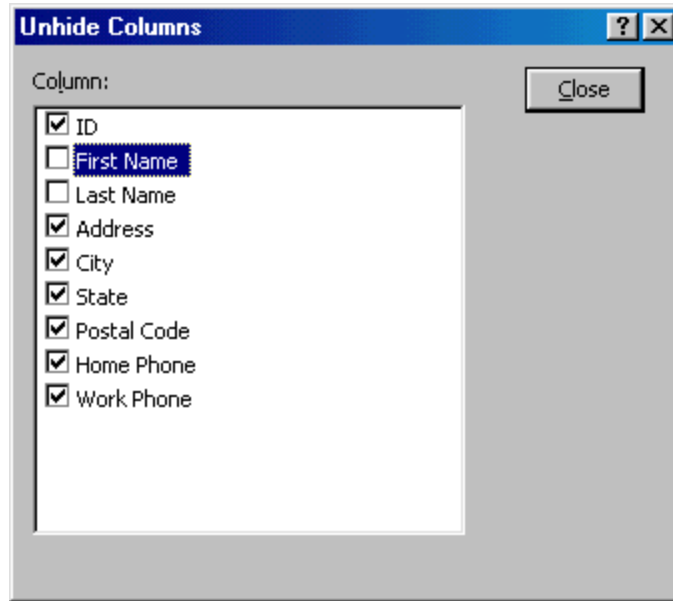 Unhide Columns
Column:
Close
ID
First Name
Last Name
Address
City
State
Postal Code
Home Phone
Work Phone